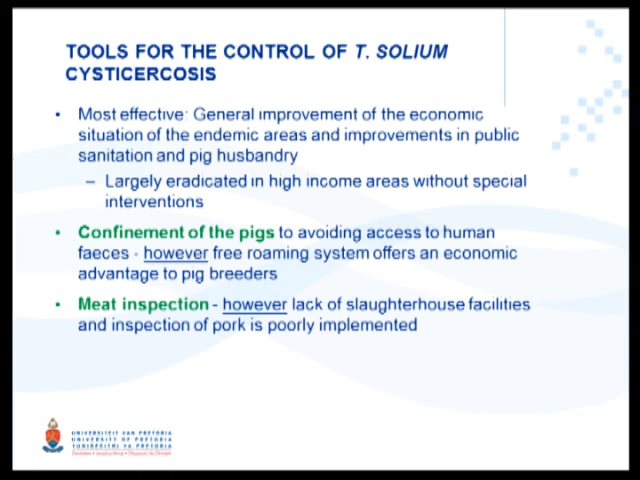 TOOLS FOR THE CONTROL OF T. SOLIUM
CYSTICERCOSIS
• Most effective: General improvement of the economic
situation of the endemic areas and improvements in public
sanitation and pig husbandry
– Largely eradicated in high income areas without special
interventions
• Confinement of the pigs to avoiding access to human
faeces - however free roaming system offers an economic
advantage to pig breeders
• Meat inspection - however lack of slaughterhouse facilities
and inspection of pork is poorly implemented
UNIVERSITEIT VAN PRETORIA
UNIVERSITY OF PRETORIA
YUNIBESITHI YA PRETORIA